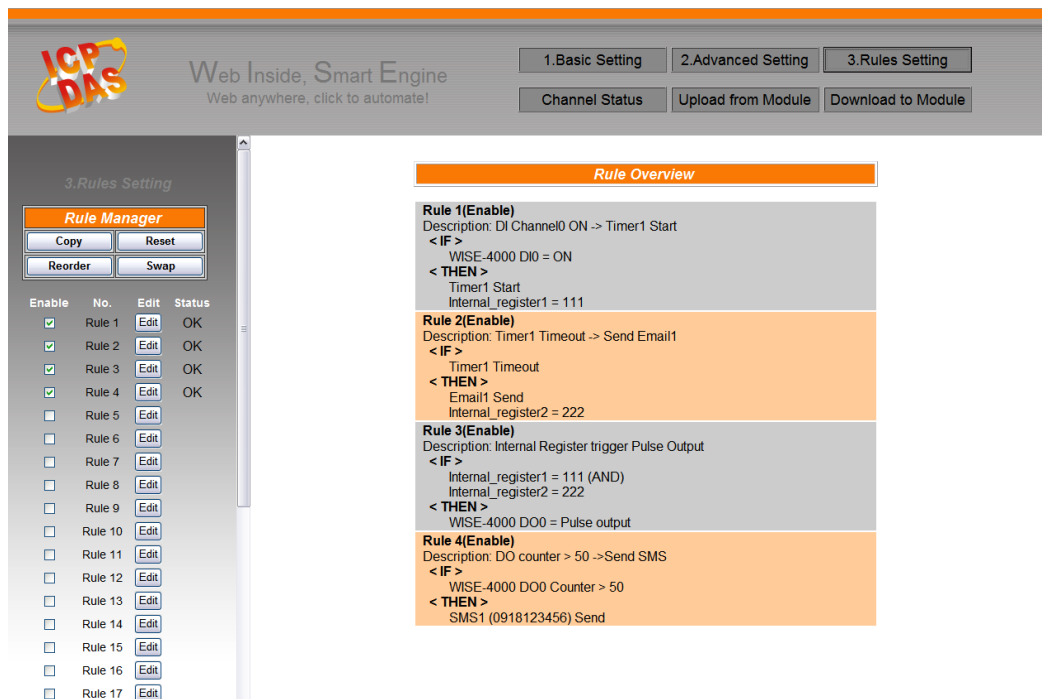 ICP
DAS
Web Inside, Smart Engine
Web anywhere, click to automate!
1.Basic Setting
2.Advanced Setting
3.Rules Setting
Channel Status
Upload from Module
Download to Module
3.Rules Setting
Rule Manager
Copy
Reset
Reorder
Swap
Enable No. Edit Status
Rule 1 Edit OK
Rule 2 Edit OK
Rule 3 Edit OK
Rule 4 Edit OK
Rule 5 Edit
Rule 6 Edit
Rule 7 Edit
Rule 8 Edit
Rule 9 Edit
Rule 10 Edit
Rule 11 Edit
Rule 12 Edit
Rule 13 Edit
Rule 14 Edit
Rule 15 Edit
Rule 16 Edit
Rule 17 Edit
Rule Overview
Rule 1(Enable)
Description: DI Channel0 ON -> Timer1 Start
< IF >
WISE-4000 DI0 = ON
< THEN >
Timer1 Start
Internal_register1 = 111
Rule 2(Enable)
Description: Timer1 Timeout -> Send Email1
< IF >
Timer1 Timeout
< THEN >
Email1 Send
Internal_register2 = 222
Rule 3(Enable)
Description: Internal Register trigger Pulse Output
< IF >
Internal_register1 = 111 (AND)
Internal_register2 = 222
< THEN >
WISE-4000 DO0 = Pulse output
Rule 4(Enable)
Description: DO counter > 50 ->Send SMS
< IF >
WISE-4000 DO0 Counter > 50
< THEN >
SMS1 (0918123456) Send